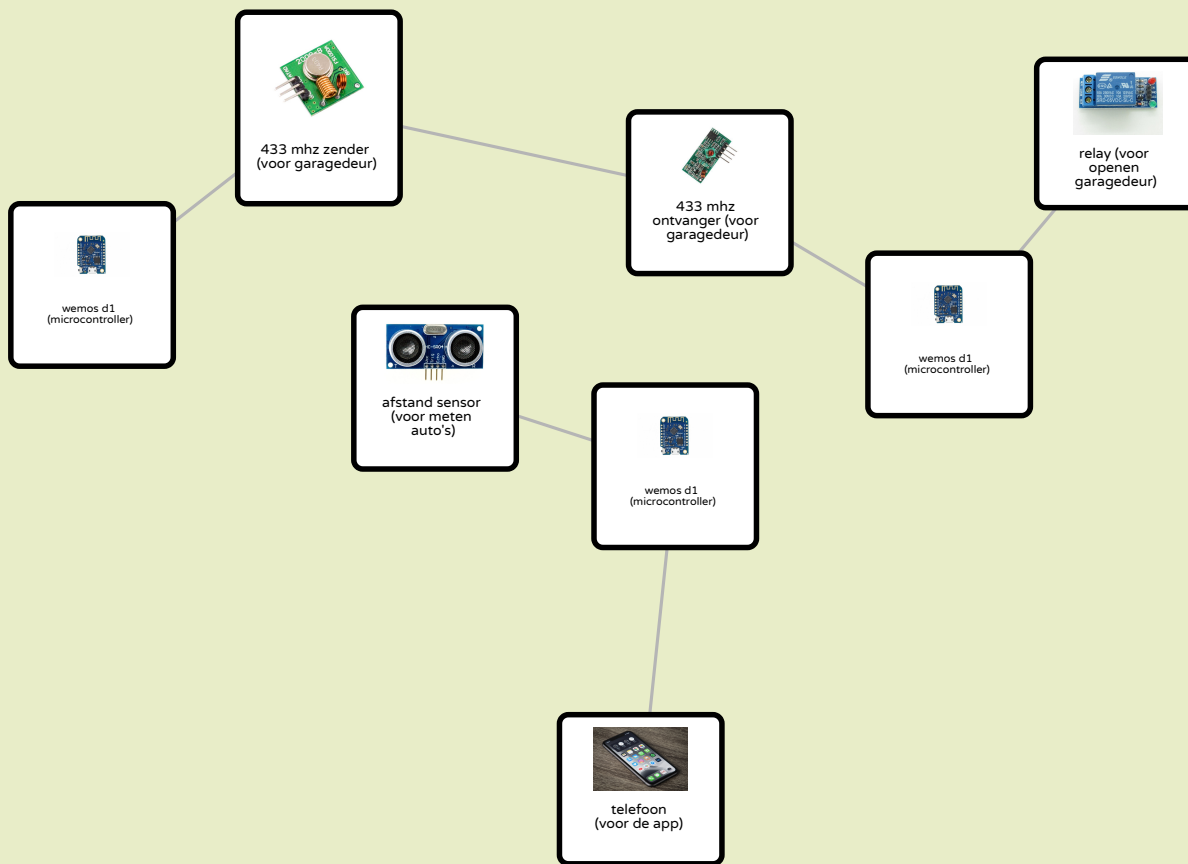 433 mhz zender
(voor garagedeur)
relay (voor
openen
garagedeur)
433 mhz
ontvanger (voor
garagedeur)
wemos d1
(microcontroller)
wemos d1
(microcontroller)
afstand sensor
(voor meten
auto's)
wemos d1
(microcontroller)
telefoon
(voor de app)